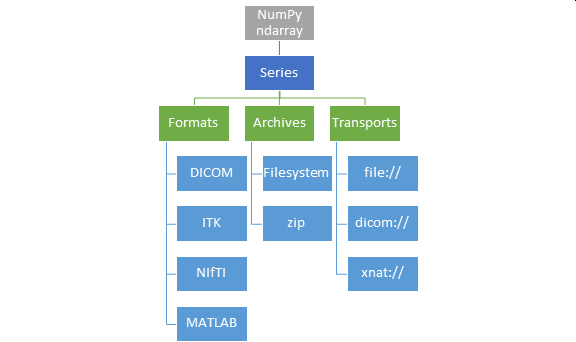 NumPy
ndarray
Series
Formats Archives Transports
DICOM Filesystem file://
ITK zip dicom://
NIfTI xnat://
MATLAB